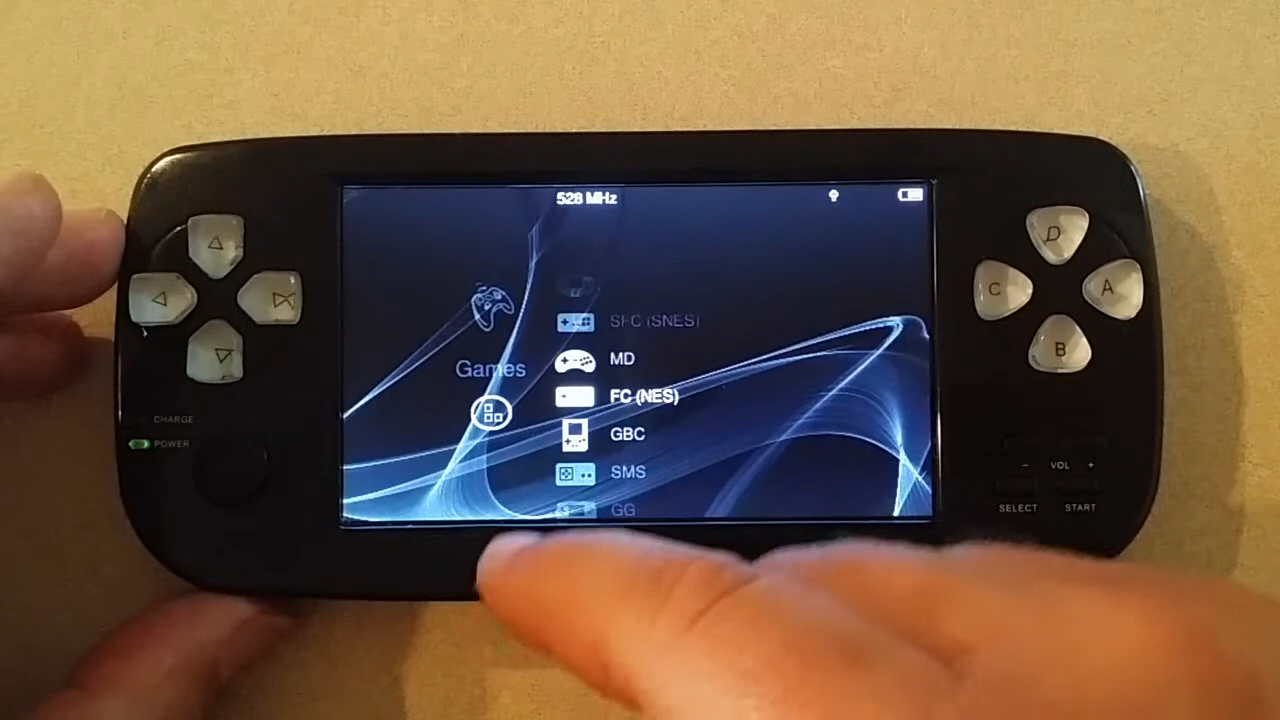 528 MHz
SFC (SNES)
MD
Games
FC (NES)
GBC
SMS
GG
D
C
A
B
CHARGE
POWER
- VOL +
SELECT
START